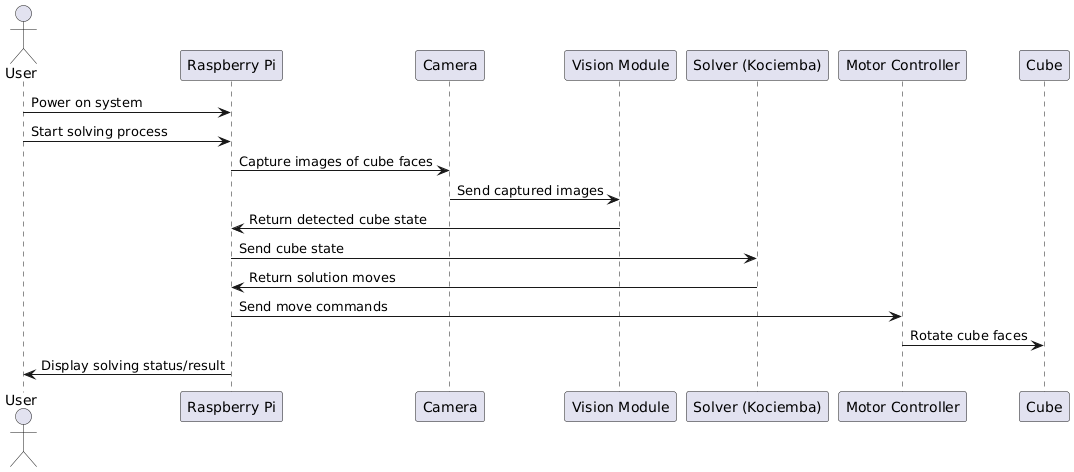 User
Raspberry Pi
Camera
Vision Module
Solver (Kociemba)
Motor Controller
Cube
Power on system
Start solving process
Capture images of cube faces
Send captured images
Return detected cube state
Send cube state
Return solution moves
Send move commands
Rotate cube faces
Display solving status/result
User
Raspberry Pi
Camera
Vision Module
Solver (Kociemba)
Motor Controller
Cube